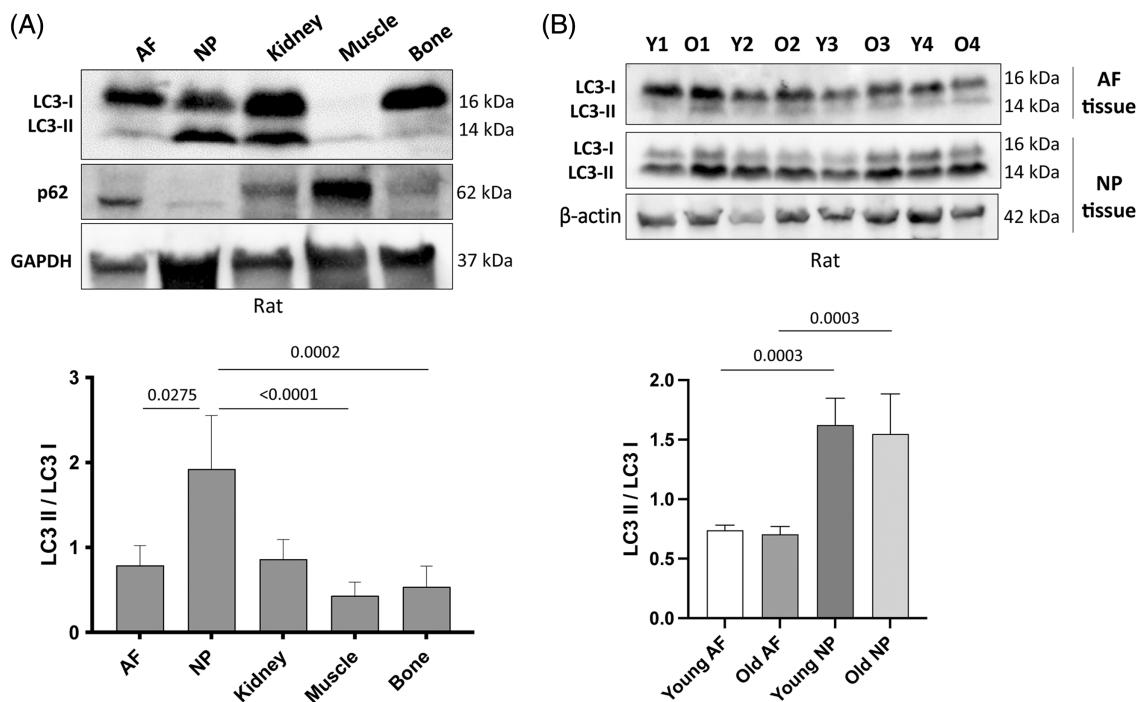 (A)
AF NP Kidney Muscle Bone
LC3-I 16 kDa
LC3-II 14 kDa
p62 62 kDa
GAPDH 37 kDa
Rat
0.0002
0.0275 <0.0001
LC3 II / LC3 I
3
2
1
0
AF NP Kidney Muscle Bone
(B)
Y1 O1 Y2 O2 Y3 O3 Y4 O4
LC3-I 16 kDa AF
LC3-II 14 kDa tissue
LC3-I 16 kDa
LC3-II 14 kDa NP
β-actin 42 kDa tissue
Rat
0.0003
0.0003
LC3 II / LC3 I
2.0
1.5
1.0
0.5
0.0
Young AF Old AF Young NP Old NP